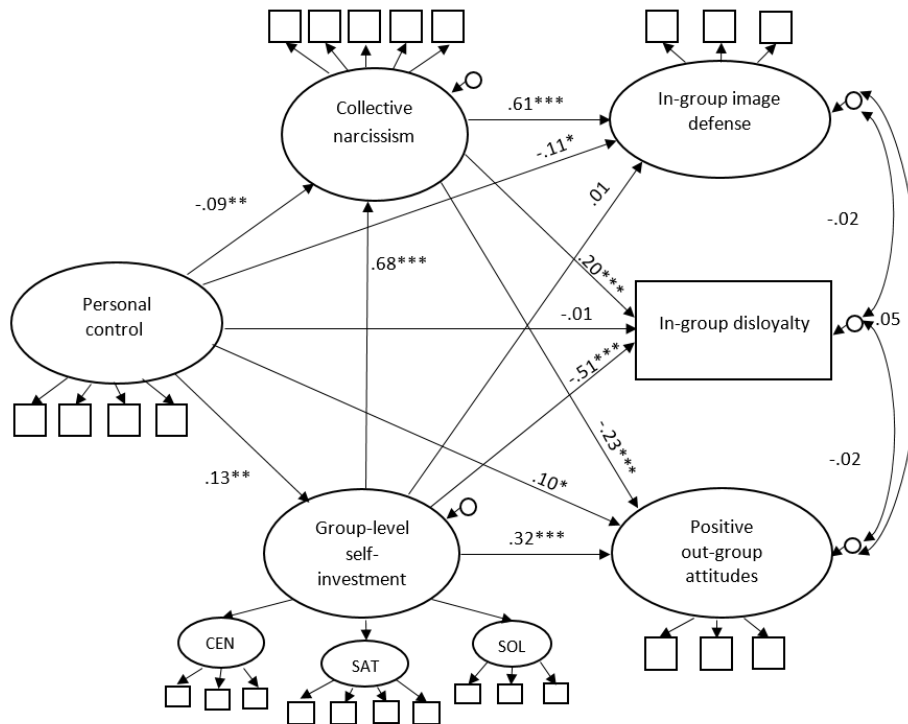 Collective
narcissism
In-group image
defense
.61***
-.11*
-.09**
.01
-.02
.68***
.20***
Personal
control
-.01
In-group disloyalty
.05
-.51***
-.23***
.13**
.10*
-.02
Group-level
self-
investment
.32***
Positive
out-group
attitudes
CEN
SAT
SOL